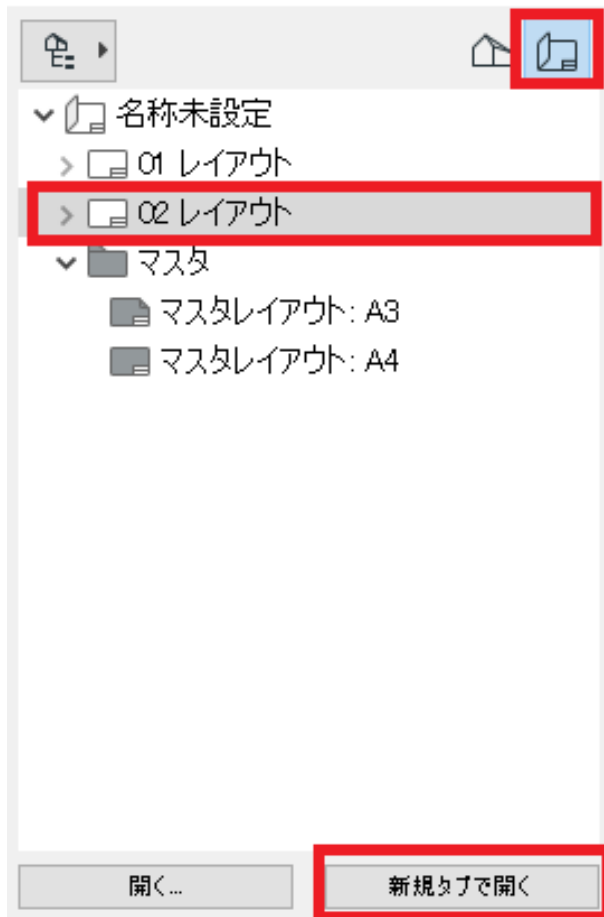 名称未設定
01 レイアウト
02 レイアウト
マスタ
マスタレイアウト: A3
マスタレイアウト: A4
開く...
新規タブで開く